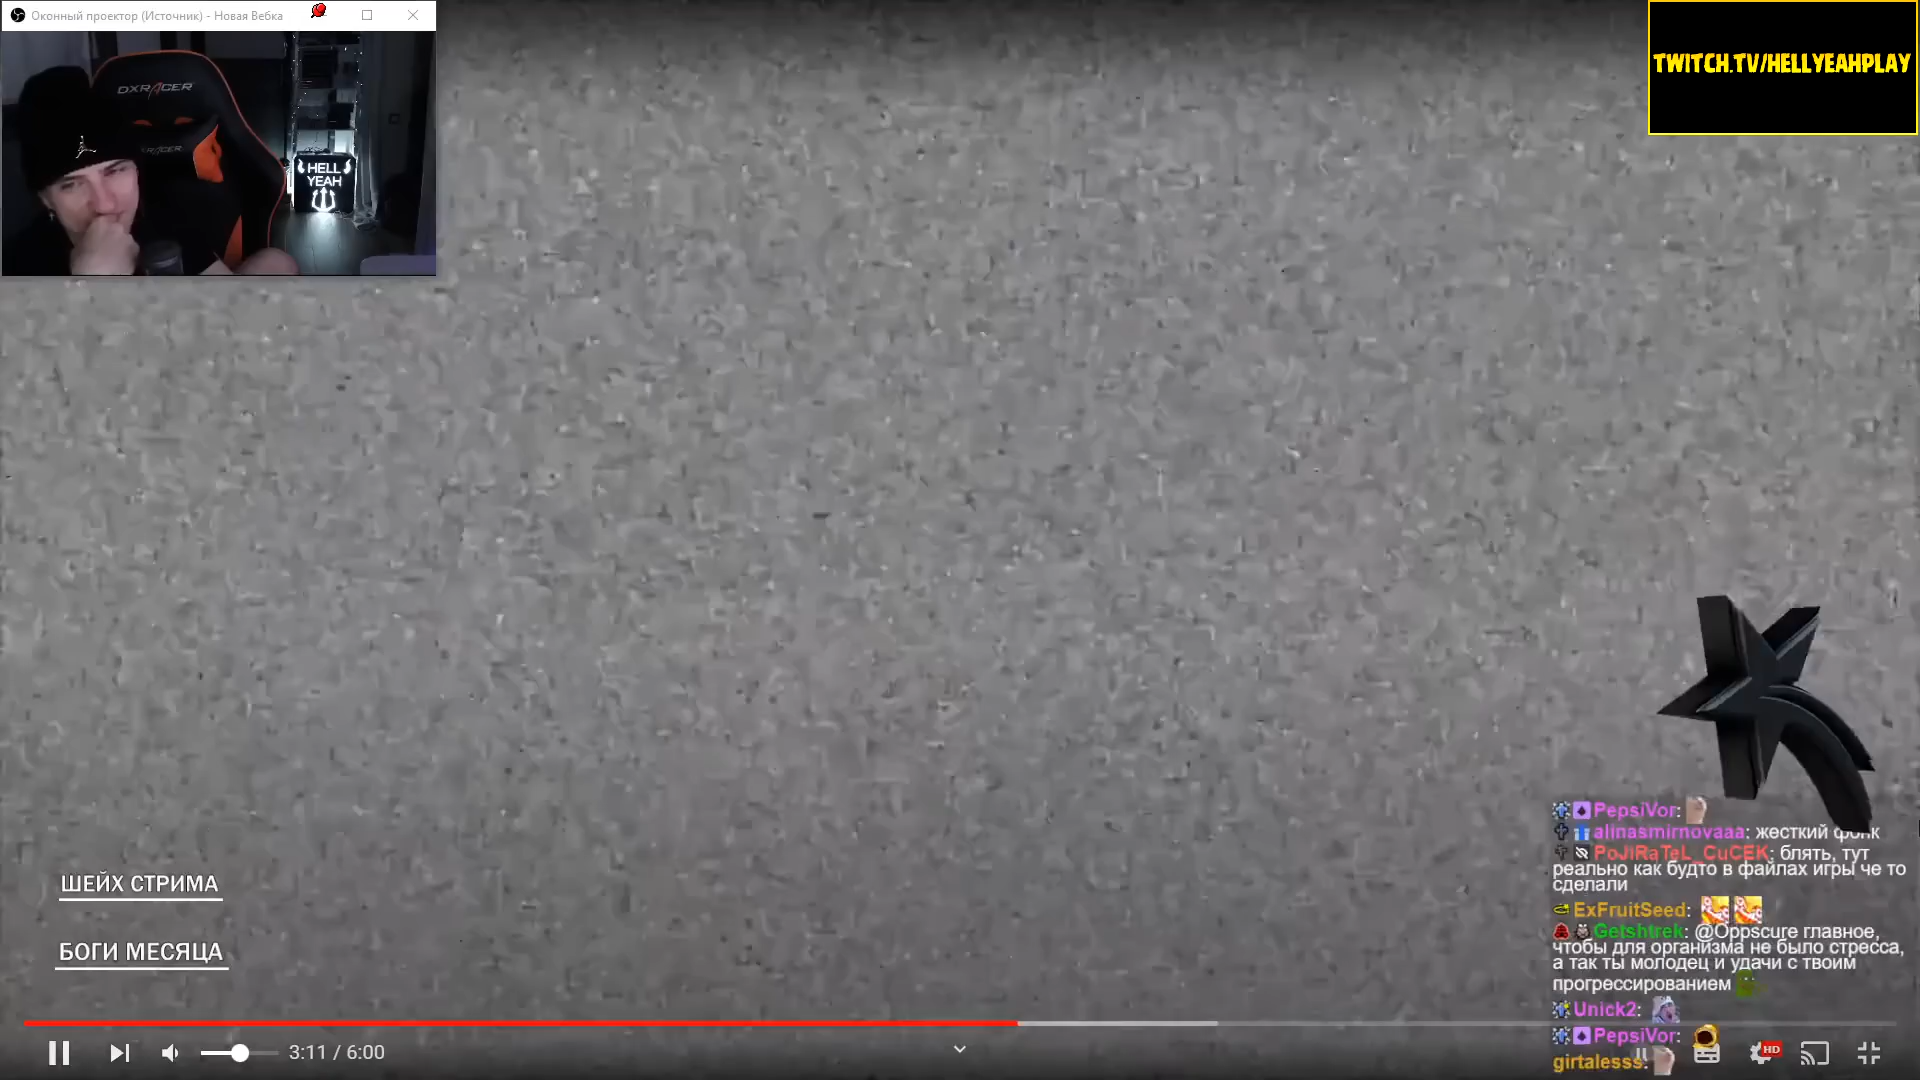 Оконный проектор (Источник) - Новая Вебка
TWITCH.TV/HELLYEAHPLAY
DXRACER
HELL
YEAH
PepsiVor:
alinasmirnovaaa: жесткий фонк
PoJIRaTeL_CuCEK: блять, тут
реально как будто в файлах игры че то
сделали
ExFruitSeed:
Getshtrek: @Oppscure главное,
чтобы для организма не было стресса,
а так ты молодец и удачи с твоим
прогрессированием
Unick2:
PepsiVor:
girtalesss:
ШЕЙХ СТРИМА
БОГИ МЕСЯЦА
3:11 / 6:00
HD